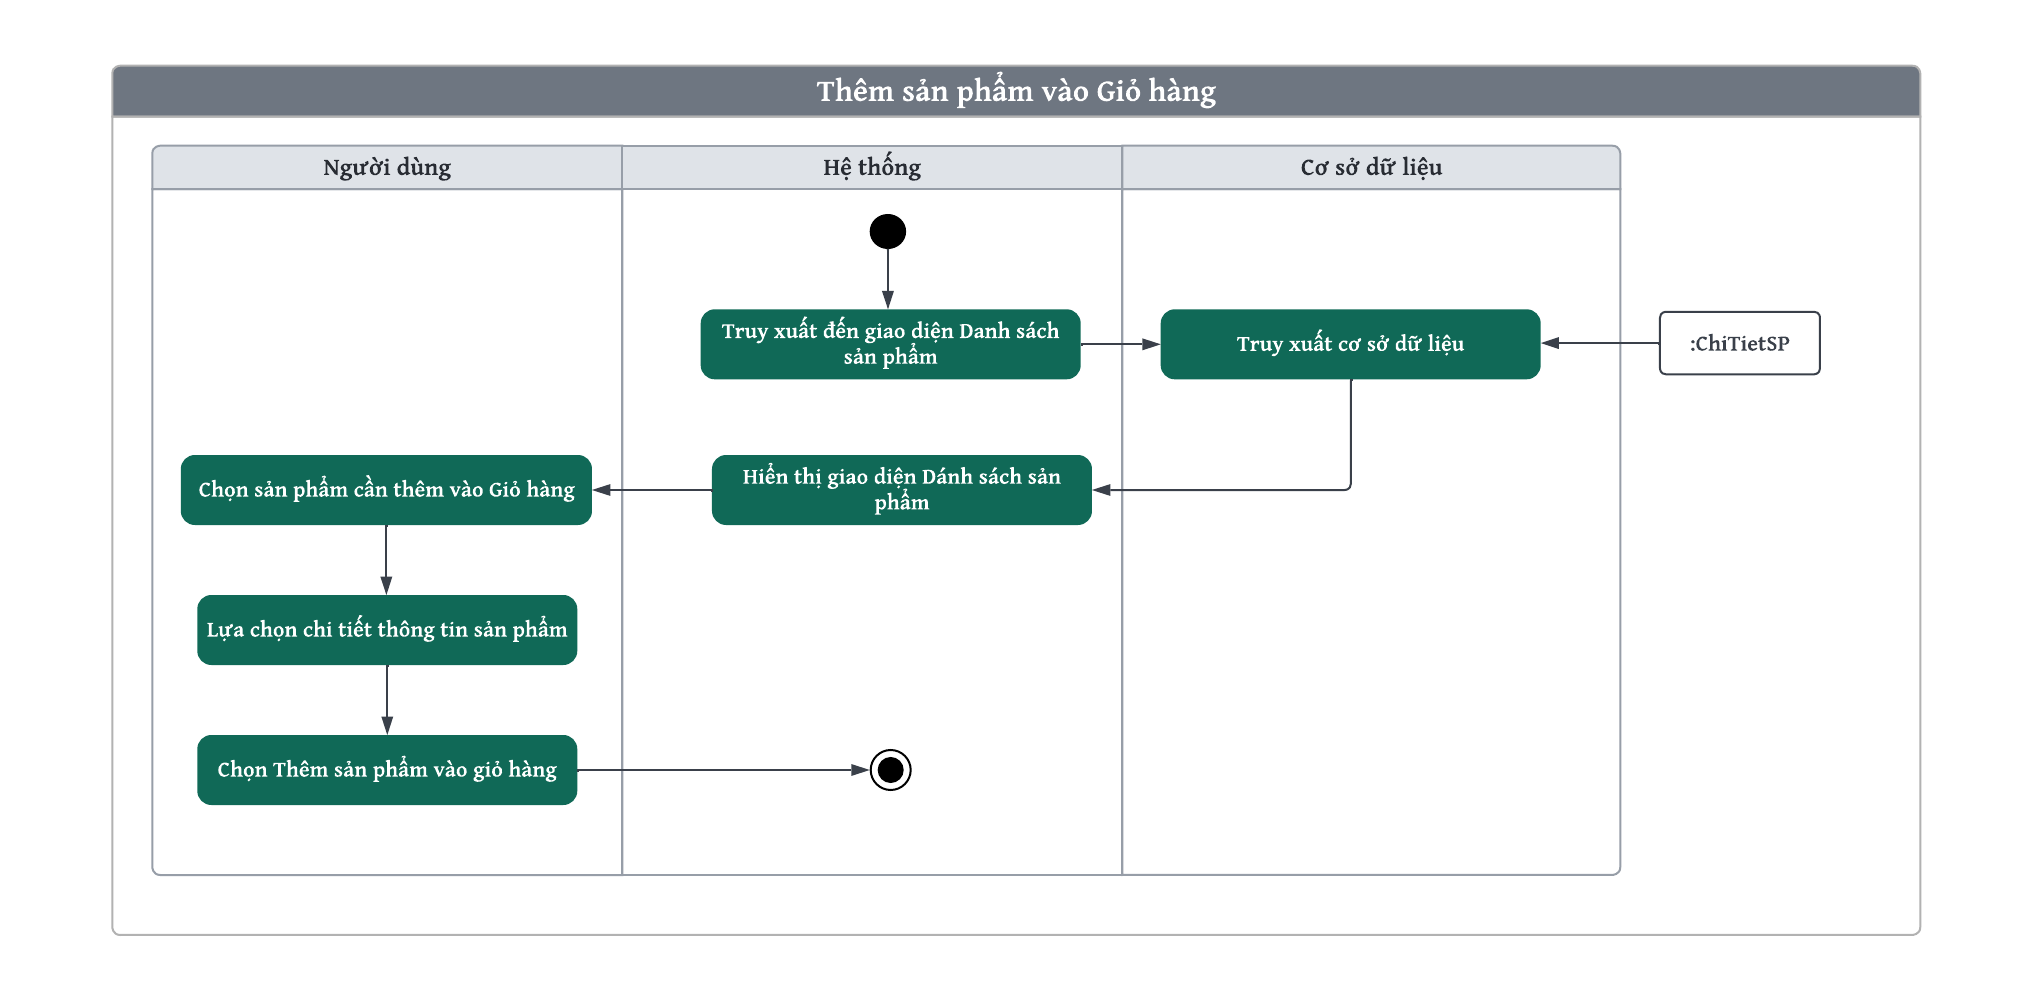 Thêm sản phẩm vào Giỏ hàng
Người dùng
Hệ thống
Cơ sở dữ liệu
Truy xuất đến giao diện Danh sách
sản phẩm
Truy xuất cơ sở dữ liệu
:ChiTietSP
Chọn sản phẩm cần thêm vào Giỏ hàng
Hiển thị giao diện Dánh sách sản
phẩm
Lựa chọn chi tiết thông tin sản phẩm
Chọn Thêm sản phẩm vào giỏ hàng